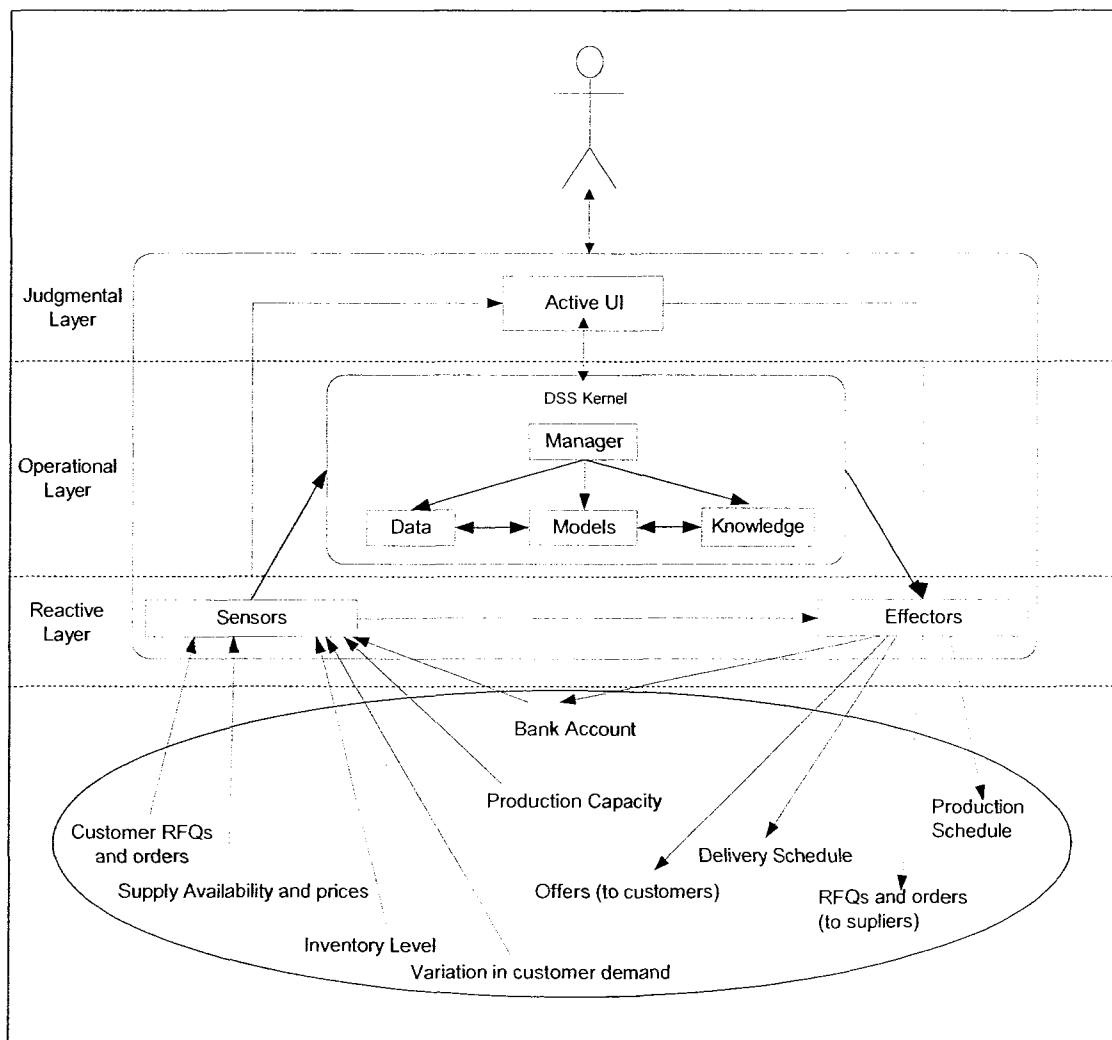 Judgmental
Layer
Active UI
DSS Kernel
Manager
Operational
Layer
Data
Models
Knowledge
Reactive
Layer
Sensors
Effectors
Bank Account
Production Capacity
Production
Schedule
Customer RFQs
and orders
Delivery Schedule
Supply Availability and prices
Offers (to customers)
RFQs and orders
(to supliers)
Inventory Level
Variation in customer demand